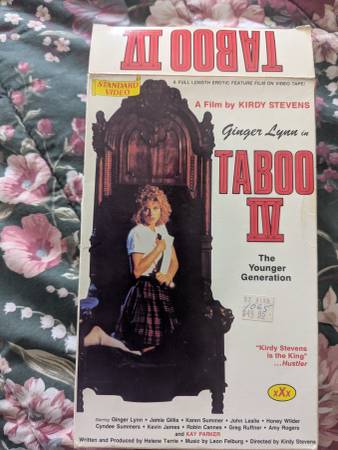 TABOO IV
STANDARD VIDEO
A FULL LENGTH EROTIC FEATURE FILM ON VIDEO TAPE!
A Film by KIRDY STEVENS
Ginger Lynn in
TABOO
IV
The
Younger
Generation
"Kirdy Stevens
is the King"
...Hustler
XXX
starring Ginger Lynn • Jamie Gillis • Karen Summer • John Leslie • Honey Wilder
Cyndee Summers • Kevin James • Robin Cannes • Greg Ruffner • Amy Rogers
and KAY PARKER
Written and Produced by Helene Terrie • Music by Leon Felburg • Directed by Kirdy Stevens